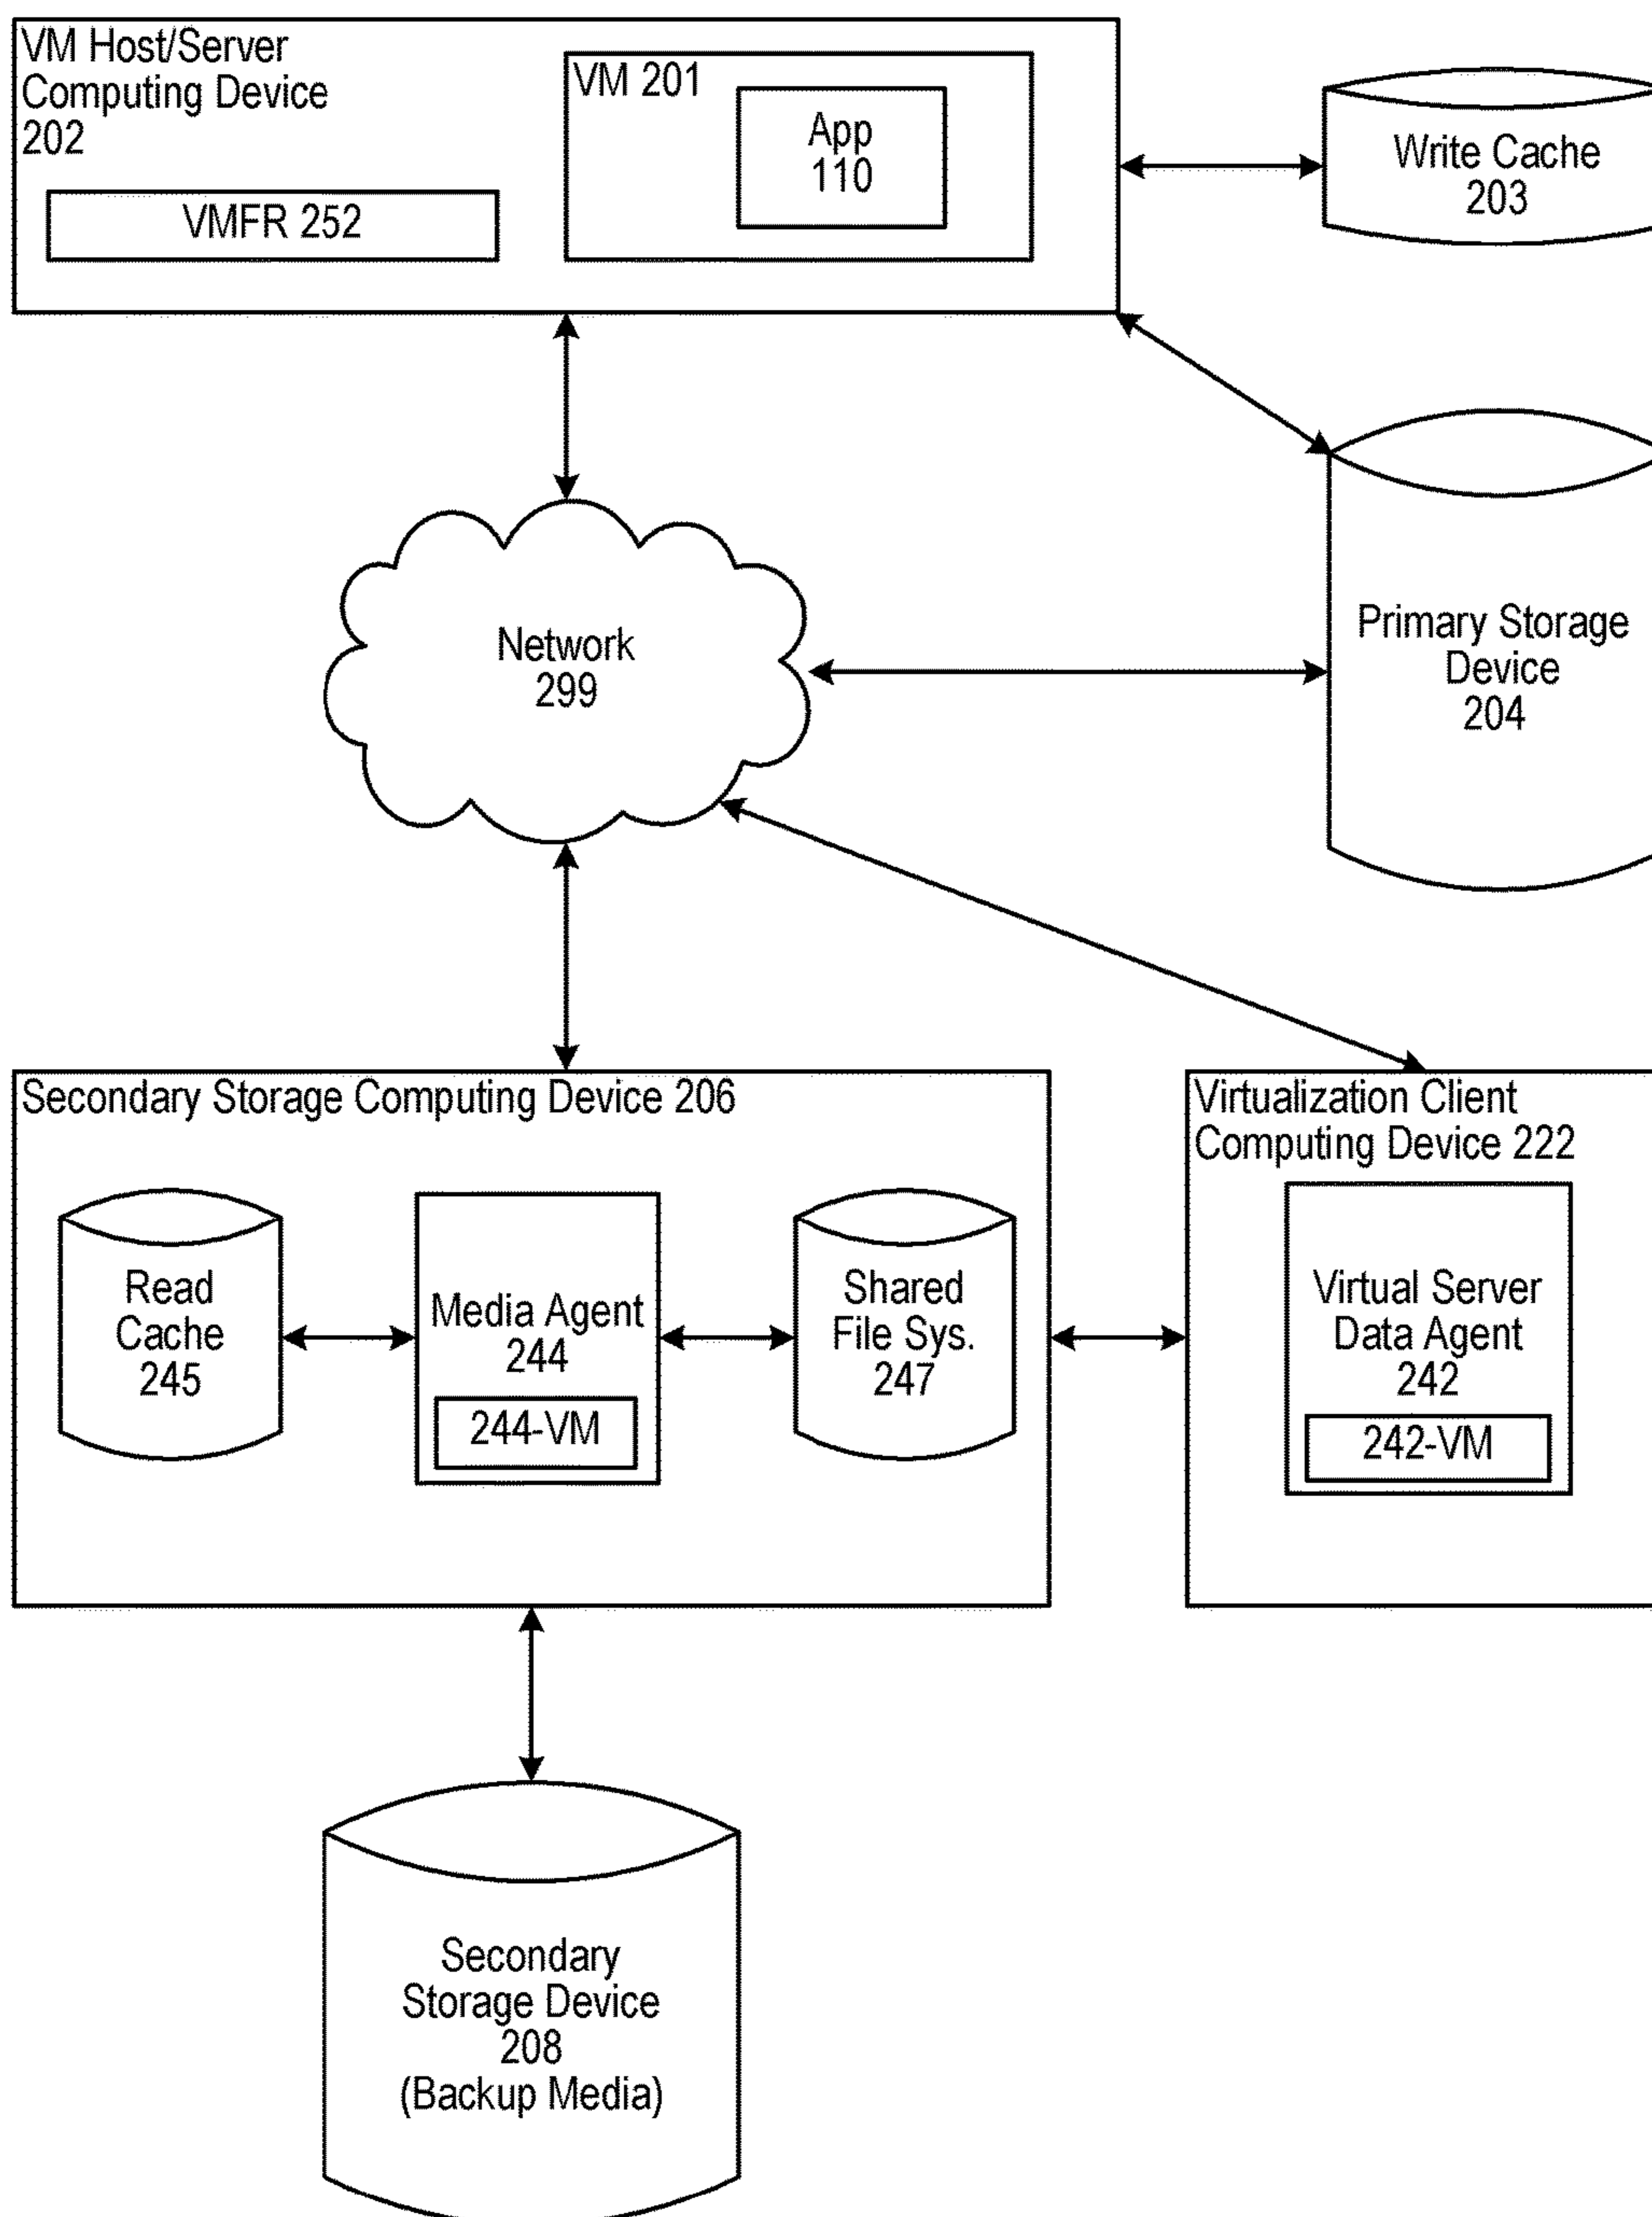 VM Host/Server
Computing Device
202
VMFR 252
VM 201
App
110
Write Cache
203
Network
299
Primary Storage
Device
204
Secondary Storage Computing Device 206
Read
Cache
245
Media Agent
244
244-VM
Shared
File Sys.
247
Virtualization Client
Computing Device 222
Virtual Server
Data Agent
242
242-VM
Secondary
Storage Device
208
(Backup Media)